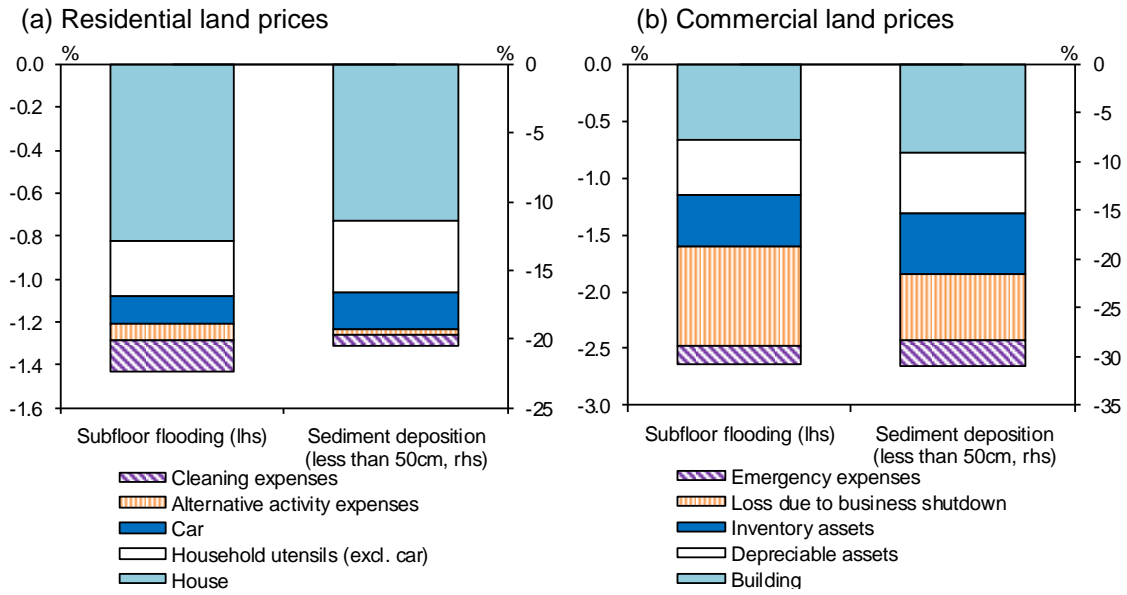 (a) Residential land prices
%
%
0.0
-0.2
-0.4
-0.6
-0.8
-1.0
-1.2
-1.4
-1.6
0
-5
-10
-15
-20
-25
Subfloor flooding (lhs)
Sediment deposition
(less than 50cm, rhs)
Cleaning expenses
Alternative activity expenses
Car
Household utensils (excl. car)
House
(b) Commercial land prices
%
%
0.0
-0.5
-1.0
-1.5
-2.0
-2.5
-3.0
0
-5
-10
-15
-20
-25
-30
-35
Subfloor flooding (lhs)
Sediment deposition
(less than 50cm, rhs)
Emergency expenses
Loss due to business shutdown
Inventory assets
Depreciable assets
Building